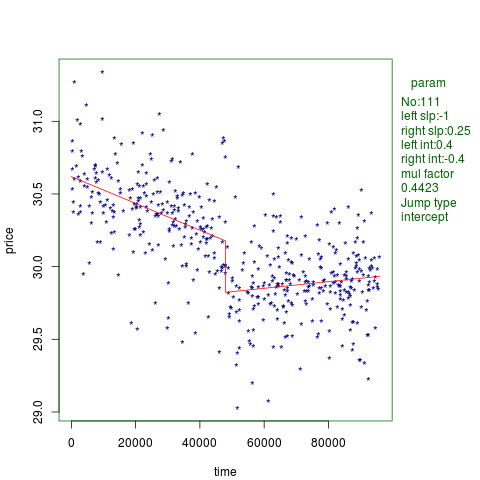 param
No:111
left slp:-1
right slp:0.25
left int:0.4
right int:-0.4
mul factor
0.4423
Jump type
intercept
price
31.0
30.5
30.0
29.5
29.0
0 20000 40000 60000 80000
time